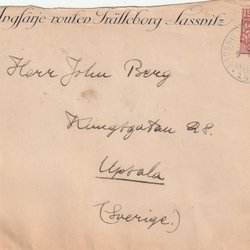 Ångfärje-routen Trälleborg Sassnitz
Herr John Berg
Kungsgatan 28.
Upsala
(Sverige.)